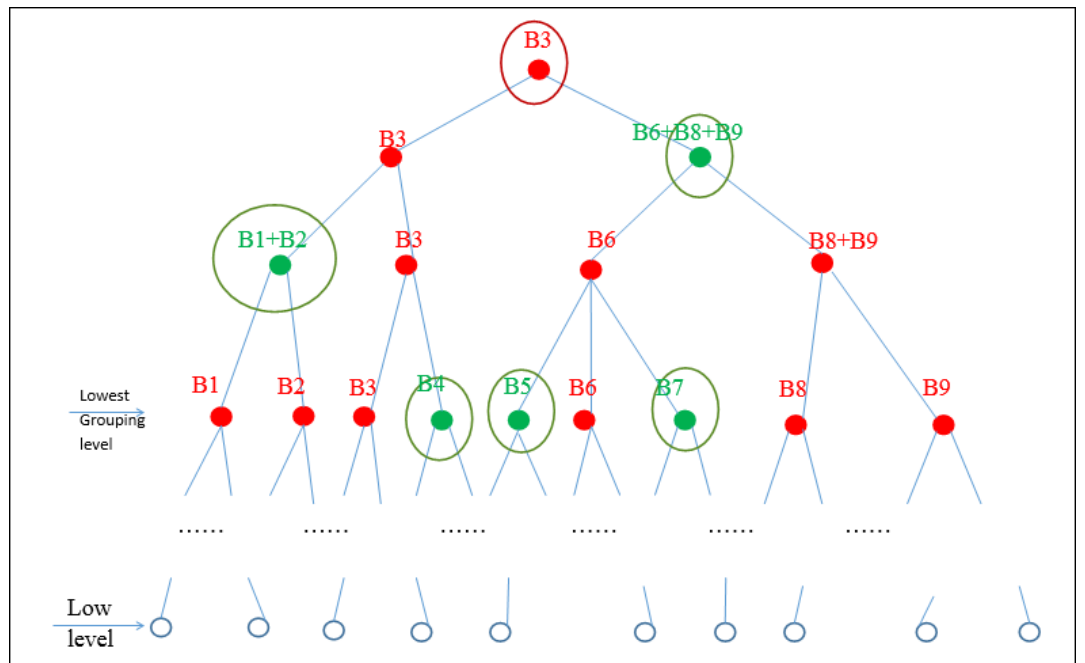 B3
B3
B6+B8+B9
B1+B2
B3
B6
B8+B9
B1
B2
B3
B4
B5
B6
B7
B8
B9
Lowest
Grouping
level
...... ...... ...... ...... ...... ......
Low
level